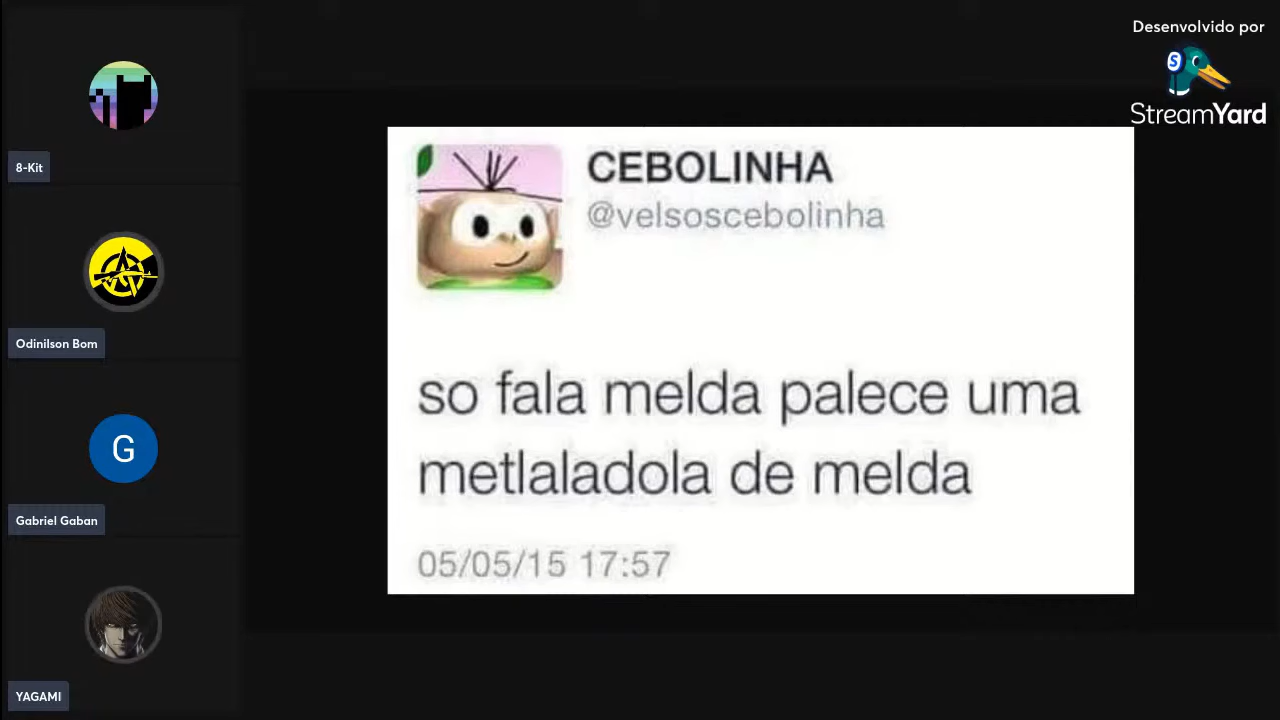 Desenvolvido por
S
StreamYard
8-Kit
Odinilson Bom
G
Gabriel Gaban
YAGAMI
CEBOLINHA
@velsoscebolinha
so fala melda palece uma
metlaladola de melda
05/05/15 17:57